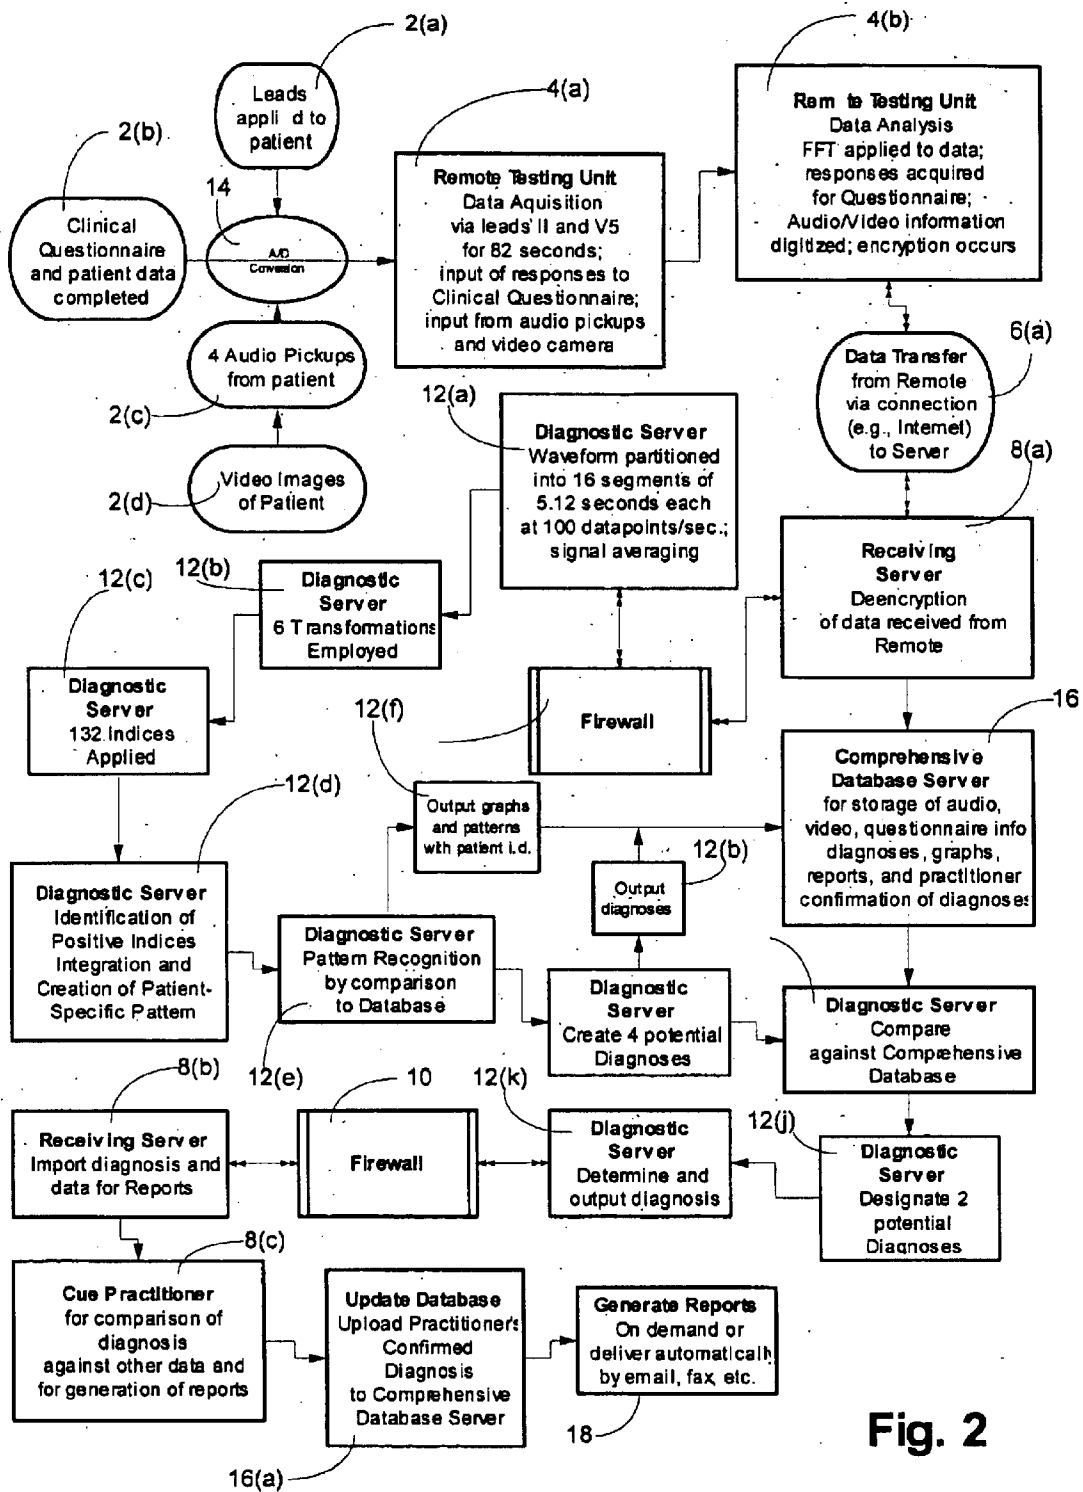 2(a)
Leads
appli d to
patient
2(b)
Clinical
Questionnaire
and patient data
completed
14
A/D
Conversion
4 Audio Pickups
from patient
2(c)
Video Images
of Patient
2(d)
4(a)
Remote Testing Unit
Data Aquisition
via leads II and V5
for 82 seconds;
input of responses to
Clinical Questionnaire;
input from audio pickups
and video camera
4(b)
Rem te Testing Unit
Data Analysis
FFT applied to data;
responses acquired
for Questionnaire;
Audio/Video information
digitized; encryption occurs
6(a)
Data Transfer
from Remote
via connection
(e.g., Internet)
to Server
8(a)
Receiving
Server
Deencryption
of data received from
Remote
12(a)
Diagnostic Server
Waveform partitioned
into 16 segments of
5.12 seconds each
at 100 datapoints/sec.;
signal averaging
12(b)
Diagnostic
Server
6 Transformations
Employed
12(c)
Diagnostic
Server
132 Indices
Applied
Firewall
12(f)
Output graphs
and patterns
with patient i.d.
16
Comprehensive
Database Server
for storage of audio,
video, questionnaire info
diagnoses, graphs,
reports, and practitioner
confirmation of diagnoses
12(d)
Diagnostic Server
Identification of
Positive Indices
Integration and
Creation of Patient-
Specific Pattern
12(b)
Output
diagnoses
Diagnostic Server
Pattern Recognition
by comparison
to Database
12(e)
Diagnostic
Server
Create 4 potential
Diagnoses
Diagnostic Server
Compare
against Comprehensive
Database
8(b)
Receiving Server
Import diagnosis and
data for Reports
10
Firewall
12(k)
Diagnostic
Server
Determine and
output diagnosis
12(j)
Diagnostic
Server
Designate 2
potential
Diagnoses
8(c)
Cue Practitioner
for comparison of
diagnosis
against other data and
for generation of reports
Update Database
Upload Practitioner's
Confirmed
Diagnosis
to Comprehensive
Database Server
16(a)
Generate Reports
On demand or
deliver automatically
by email, fax, etc.
18
Fig. 2